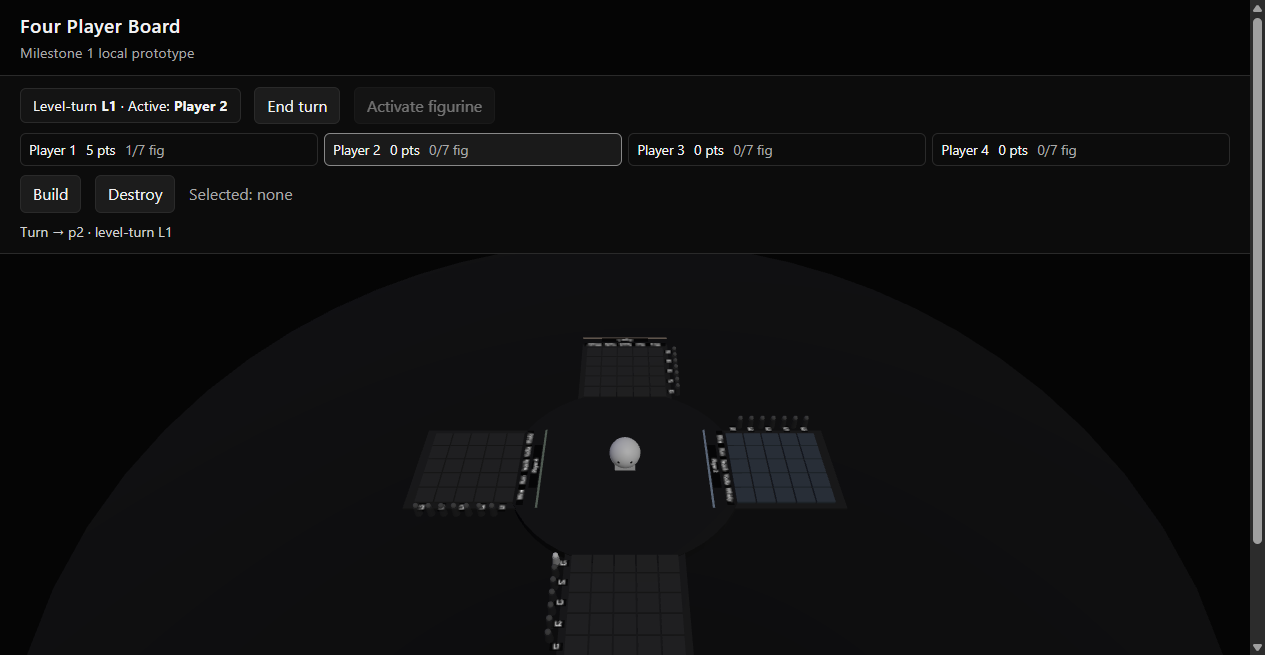 Four Player Board
Milestone 1 local prototype
Level-turn L1 · Active: Player 2
End turn
Activate figurine
Player 1 5 pts 1/7 fig
Player 2 0 pts 0/7 fig
Player 3 0 pts 0/7 fig
Player 4 0 pts 0/7 fig
Build
Destroy
Selected: none
Turn → p2 · level-turn L1